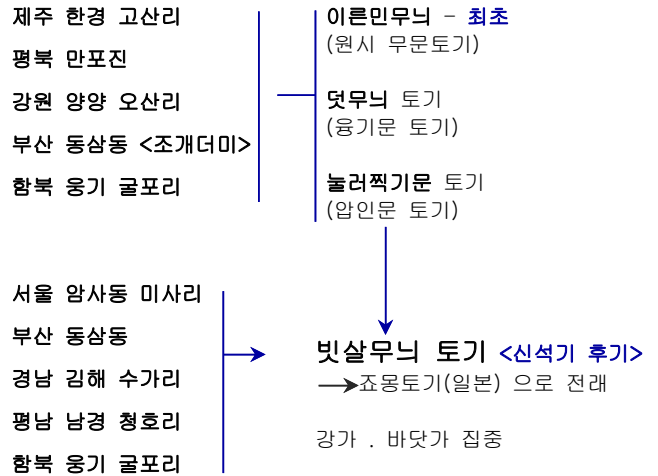 제주 한경 고산리
평북 만포진
강원 양양 오산리
부산 동삼동 <조개더미>
함북 웅기 굴포리
이른민무늬 - 최초
(원시 무문토기)
덧무늬 토기
(융기문 토기)
눌러찍기문 토기
(압인문 토기)
서울 암사동 미사리
부산 동삼동
경남 김해 수가리
평남 남경 청호리
함북 웅기 굴포리
빗살무늬 토기 <신석기 후기>
죠몽토기(일본) 으로 전래
강가 . 바닷가 집중